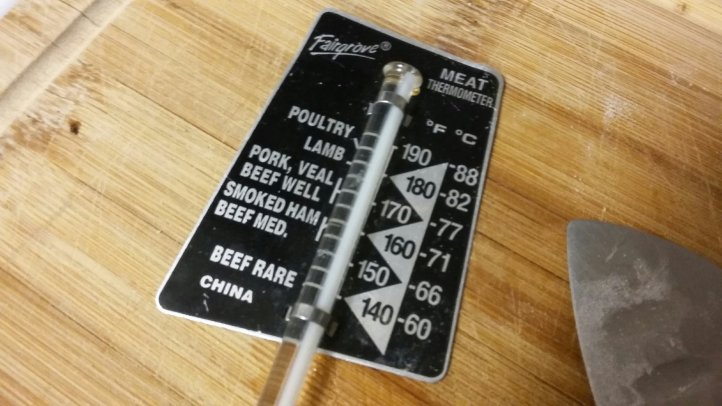 Fairgrove®
MEAT
THERMOMETER
°F °C
POULTRY
LAMB
PORK, VEAL
BEEF WELL
SMOKED HAM
BEEF MED.
BEEF RARE
CHINA
190 -88
180 -82
170 -77
160 -71
150 -66
140 -60